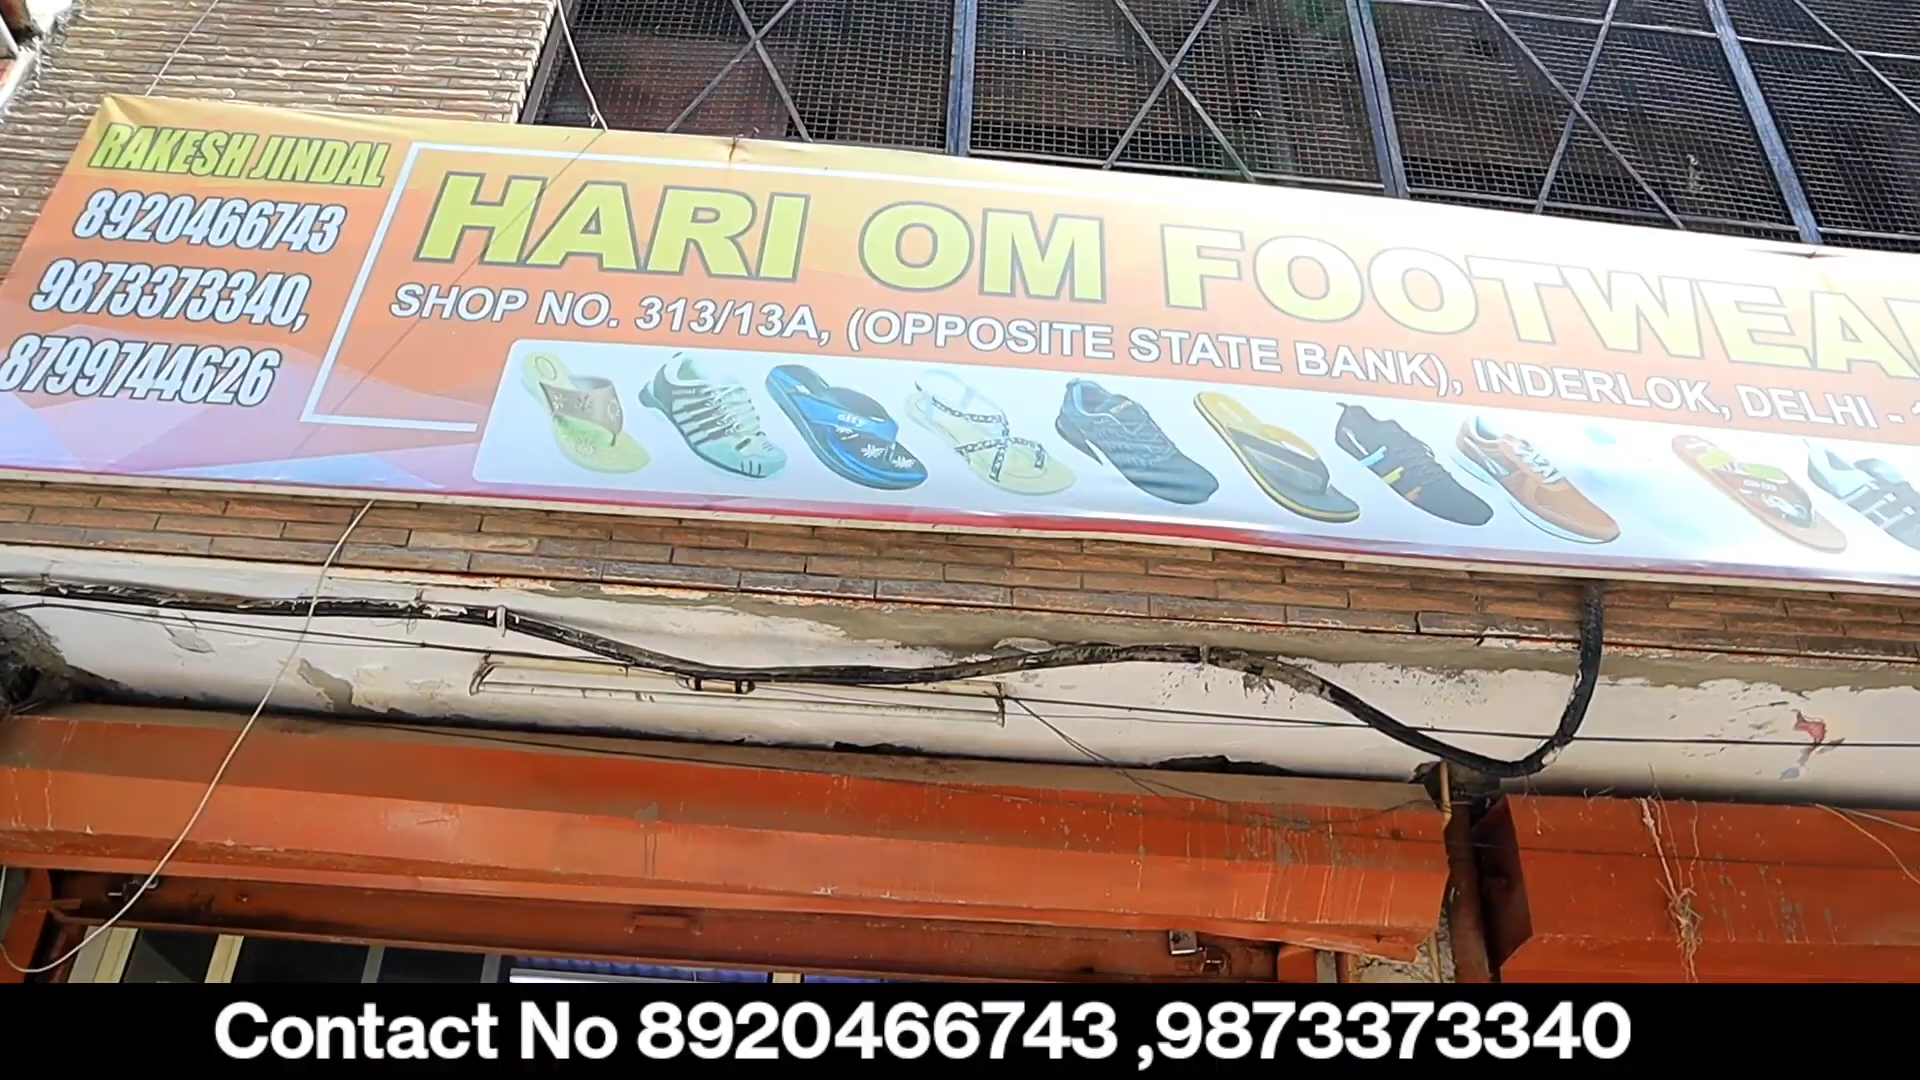 RAKESH JINDAL
8920466743
9873373340,
8799744626
HARI OM FOOTWEAR
SHOP NO. 313/13A, (OPPOSITE STATE BANK), INDERLOK, DELHI -
Contact No 8920466743 ,9873373340